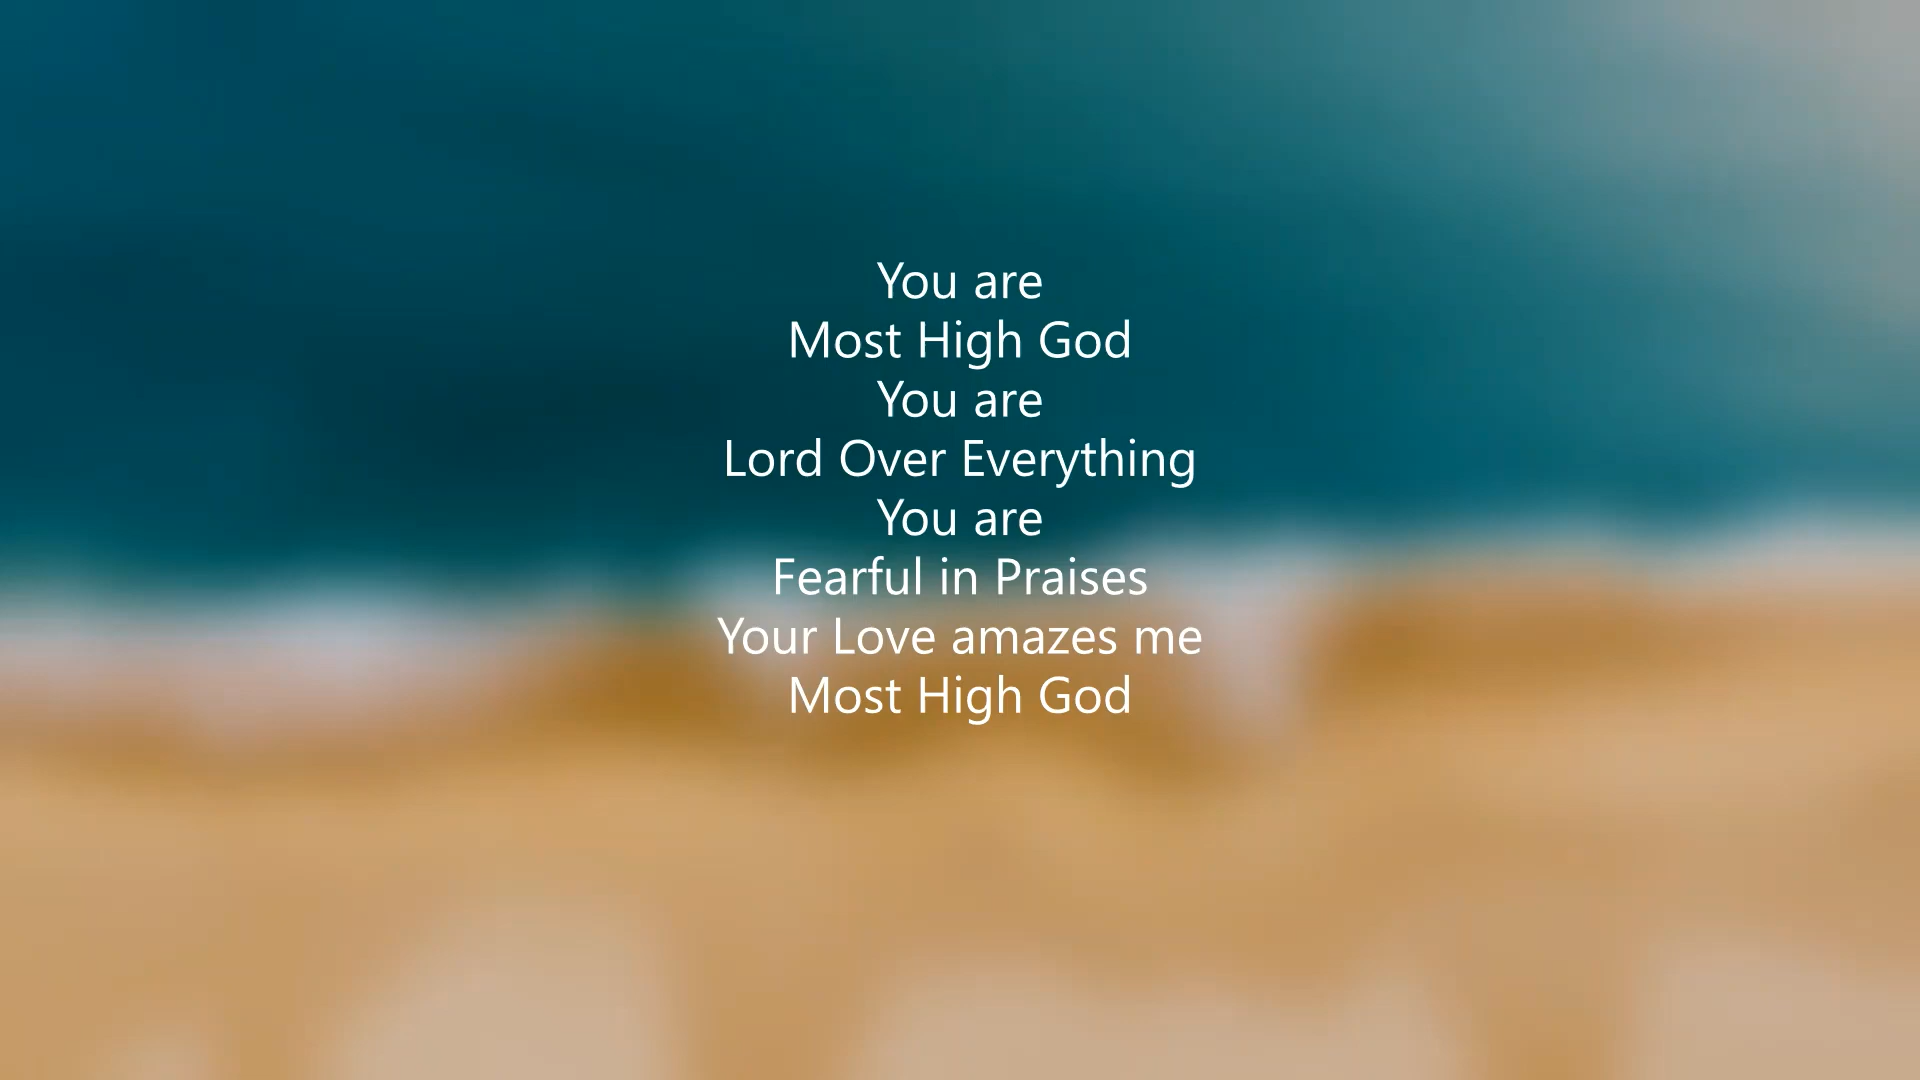 You are
Most High God
You are
Lord Over Everything
You are
Fearful in Praises
Your Love amazes me
Most High God